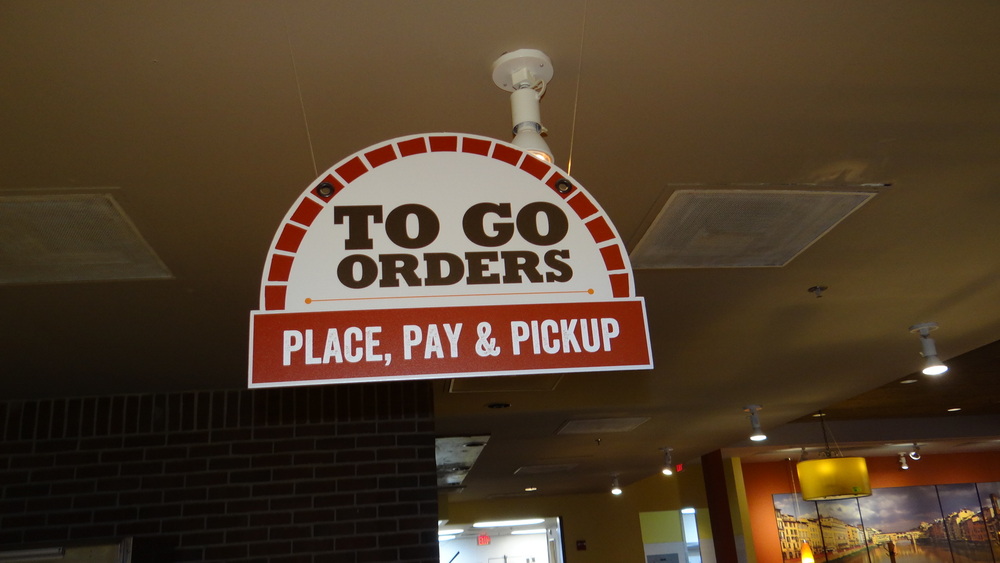 TO GO
ORDERS
PLACE, PAY & PICKUP